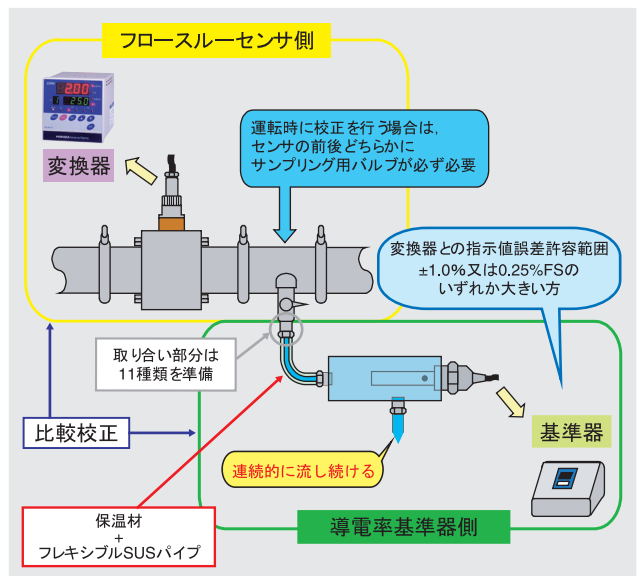 フロースルーセンサ側
2.00
25.0
変換器
運転時に校正を行う場合は，
センサの前後どちらかに
サンプリング用バルブが必ず必要
変換器との指示値誤差許容範囲
±1.0％又は0.25％FSの
いずれか大きい方
取り合い部分は
11種類を準備
比較校正
基準器
連続的に流し続ける
保温材
+
フレキシブルSUSパイプ
導電率基準器側